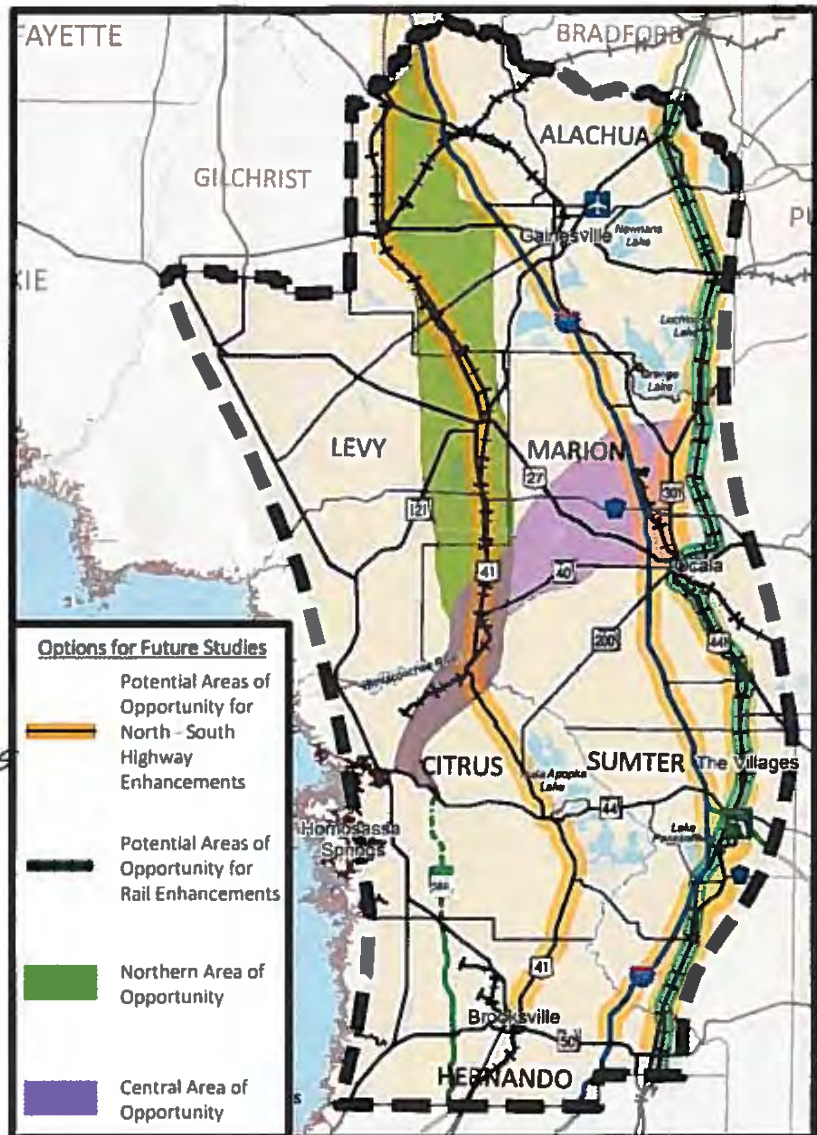 FAYETTE
BRADFORD
ALACHUA
GILCHRIST
Gainesville
Newnans
Lake
PU
XIE
Lochloosa
Lake
Orange
Lake
LEVY
MARION
27
301
121
41
40
Ocala
200
441
Options for Future Studies
Potential Areas of
Opportunity for
North - South
Highway
Enhancements
Potential Areas of
Opportunity for
Rail Enhancements
Northern Area of
Opportunity
Central Area of
Opportunity
CITRUS
SUMTER
The Villages
Apopka
Lake
44
Lake
Homosassa
Springs
41
Brooksville
50
HERNANDO
s